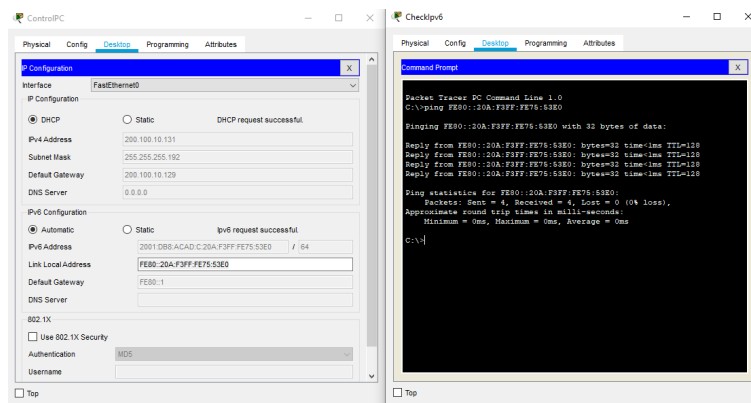 ControlPC
Physical Config Desktop Programming Attributes
IP Configuration X
Interface FastEthernet0
IP Configuration
DHCP Static DHCP request successful.
IPv4 Address 200.100.10.131
Subnet Mask 255.255.255.192
Default Gateway 200.100.10.129
DNS Server 0.0.0.0
IPv6 Configuration
Automatic Static Ipv6 request successful.
IPv6 Address 2001:DB8:ACAD:C:20A:F3FF:FE75:53E0 / 64
Link Local Address FE80::20A:F3FF:FE75:53E0
Default Gateway FE80::1
DNS Server
802.1X
Use 802.1X Security
Authentication MD5
Username
Top
CheckIpv6
Physical Config Desktop Programming Attributes
Command Prompt X
Packet Tracer PC Command Line 1.0
C:\>ping FE80::20A:F3FF:FE75:53E0
Pinging FE80::20A:F3FF:FE75:53E0 with 32 bytes of data:
Reply from FE80::20A:F3FF:FE75:53E0: bytes=32 time<1ms TTL=128
Reply from FE80::20A:F3FF:FE75:53E0: bytes=32 time<1ms TTL=128
Reply from FE80::20A:F3FF:FE75:53E0: bytes=32 time<1ms TTL=128
Reply from FE80::20A:F3FF:FE75:53E0: bytes=32 time<1ms TTL=128
Ping statistics for FE80::20A:F3FF:FE75:53E0:
Packets: Sent = 4, Received = 4, Lost = 0 (0% loss),
Approximate round trip times in milli-seconds:
Minimum = 0ms, Maximum = 0ms, Average = 0ms
C:\>
Top